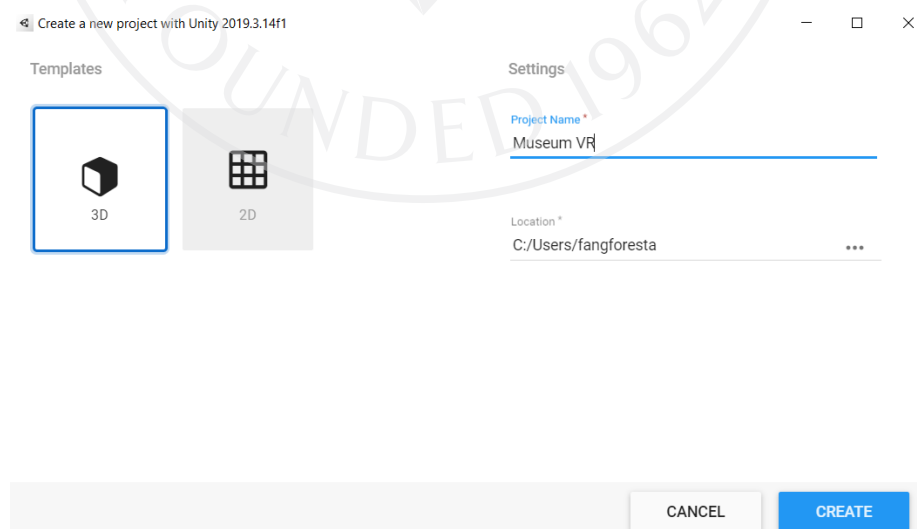 Create a new project with Unity 2019.3.14f1
Templates
3D
2D
Settings
Project Name *
Museum VR
Location *
C:/Users/fangforesta
CANCEL
CREATE